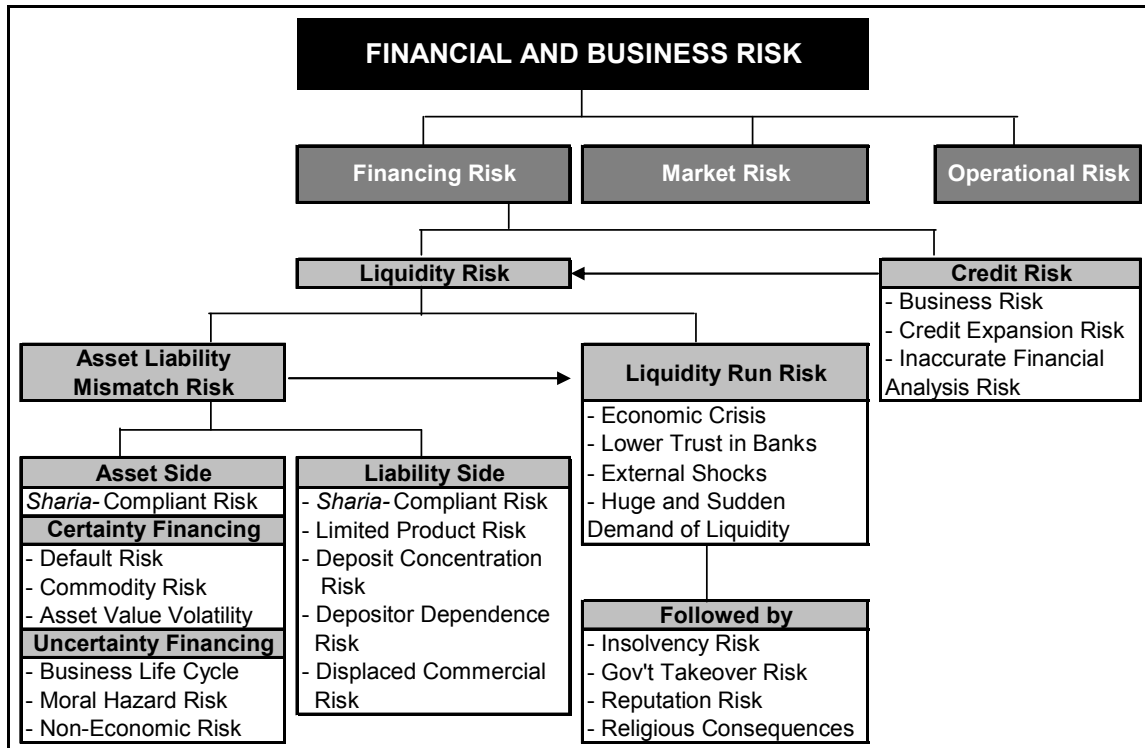 FINANCIAL AND BUSINESS RISK
Financing Risk
Market Risk
Operational Risk
Liquidity Risk
Credit Risk
- Business Risk
- Credit Expansion Risk
- Inaccurate Financial
Analysis Risk
Asset Liability
Mismatch Risk
Liquidity Run Risk
- Economic Crisis
- Lower Trust in Banks
- External Shocks
- Huge and Sudden
Demand of Liquidity
Asset Side
Sharia- Compliant Risk
Certainty Financing
- Default Risk
- Commodity Risk
- Asset Value Volatility
Uncertainty Financing
- Business Life Cycle
- Moral Hazard Risk
- Non-Economic Risk
Liability Side
- Sharia- Compliant Risk
- Limited Product Risk
- Deposit Concentration
Risk
- Depositor Dependence
Risk
- Displaced Commercial
Risk
Followed by
- Insolvency Risk
- Gov't Takeover Risk
- Reputation Risk
- Religious Consequences